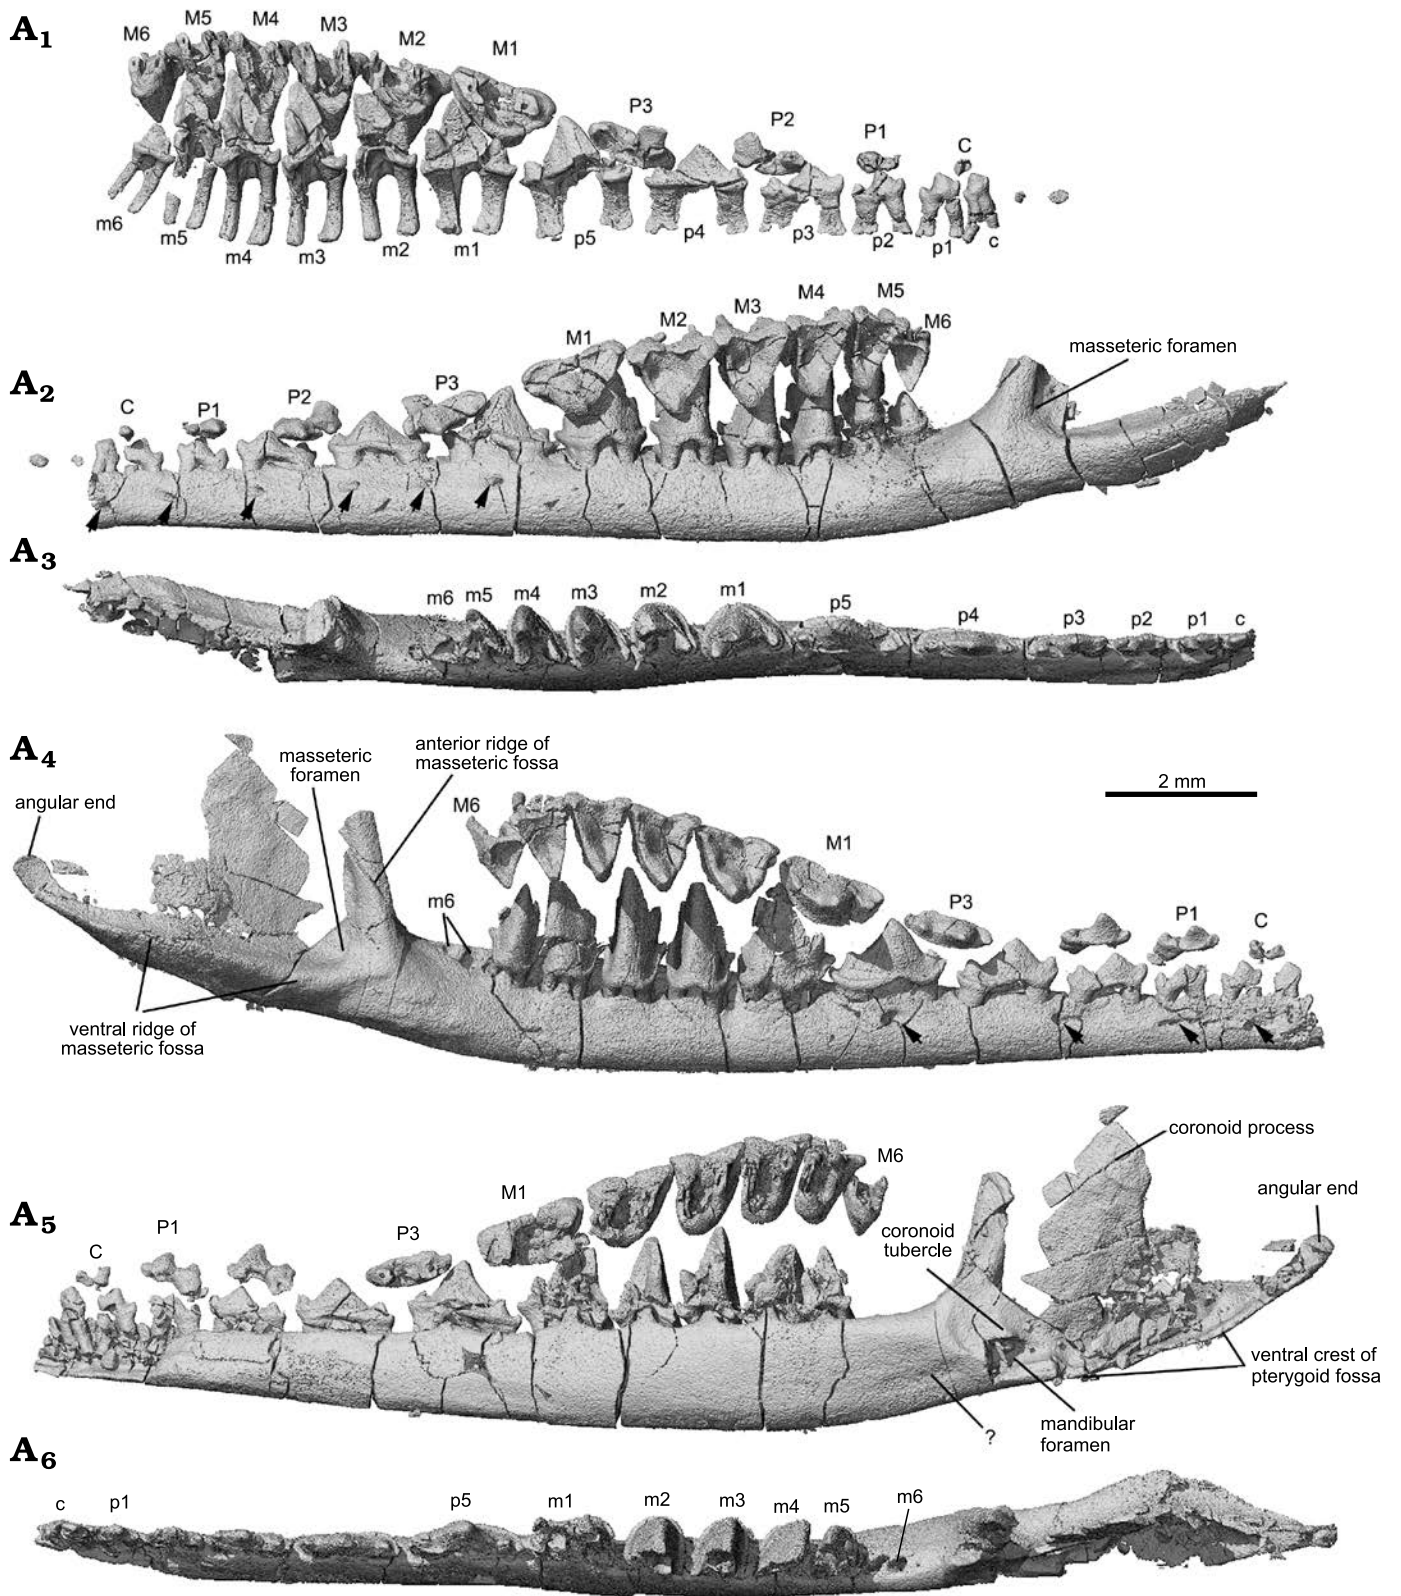 A1
M6 M5 M4 M3 M2 M1
P3 P2 P1 C
m6 m5 m4 m3 m2 m1 p5 p4 p3 p2 p1 c
A2
C P1 P2 P3 M1 M2 M3 M4 M5 M6
masseteric foramen
A3
m6 m5 m4 m3 m2 m1 p5 p4 p3 p2 p1 c
A4
angular end
masseteric
foramen
anterior ridge of
masseteric fossa
M6
M1
2 mm
m6
P3
P1
C
ventral ridge of
masseteric fossa
A5
C
P1
P3
M1
M6
coronoid process
angular end
coronoid
tubercle
ventral crest of
pterygoid fossa
mandibular
foramen
?
A6
c p1 p5 m1 m2 m3 m4 m5 m6